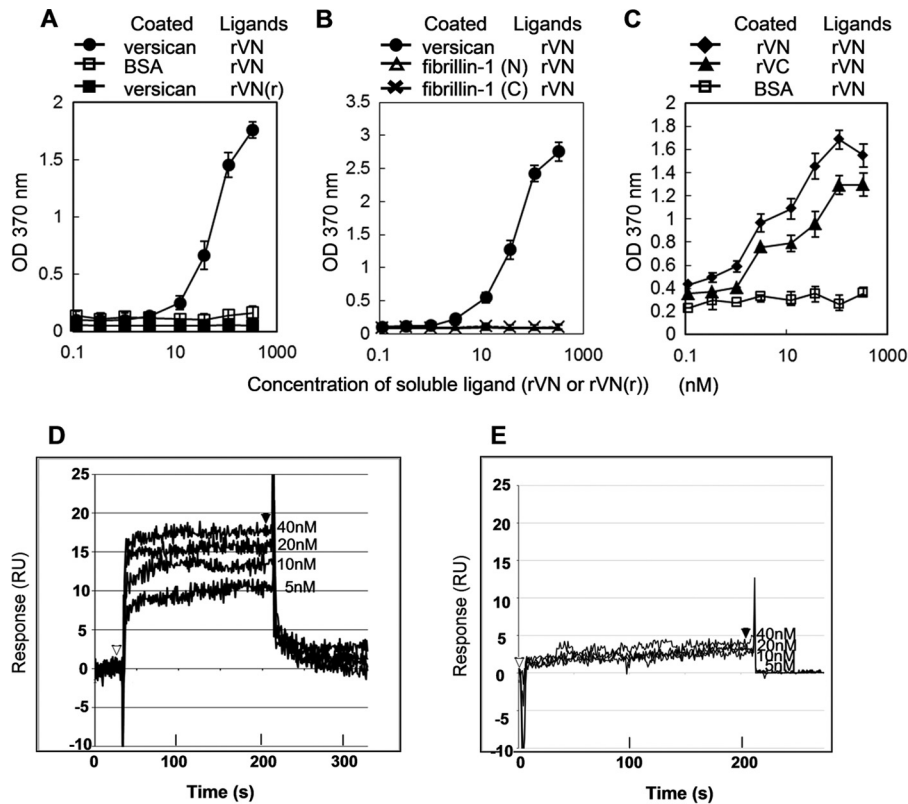 A
Coated Ligands
versican rVN
BSA rVN
versican rVN(r)
OD 370 nm
2
1.5
1
0.5
0
0.1 10 1000
B
Coated Ligands
versican rVN
fibrillin-1 (N) rVN
fibrillin-1 (C) rVN
OD 370 nm
3.5
3
2.5
2
1.5
1
0.5
0
0.1 10 1000
C
Coated Ligands
rVN rVN
rVC rVN
BSA rVN
OD 370 nm
1.8
1.6
1.4
1.2
1
0.8
0.6
0.4
0.2
0
0.1 10 1000
Concentration of soluble ligand (rVN or rVN(r)) (nM)
D
Response (RU)
25
20
15
10
5
0
-5
-10
40nM
20nM
10nM
5nM
0 100 200 300
Time (s)
E
Response (RU)
25
20
15
10
5
0
-5
-10
40nM
20nM
10nM
5nM
0 100 200
Time (s)